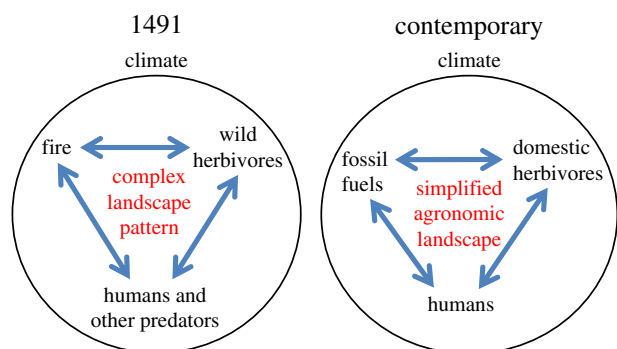 1491
climate
fire
wild
herbivores
complex
landscape
pattern
humans and
other predators
contemporary
climate
fossil
fuels
domestic
herbivores
simplified
agronomic
landscape
humans